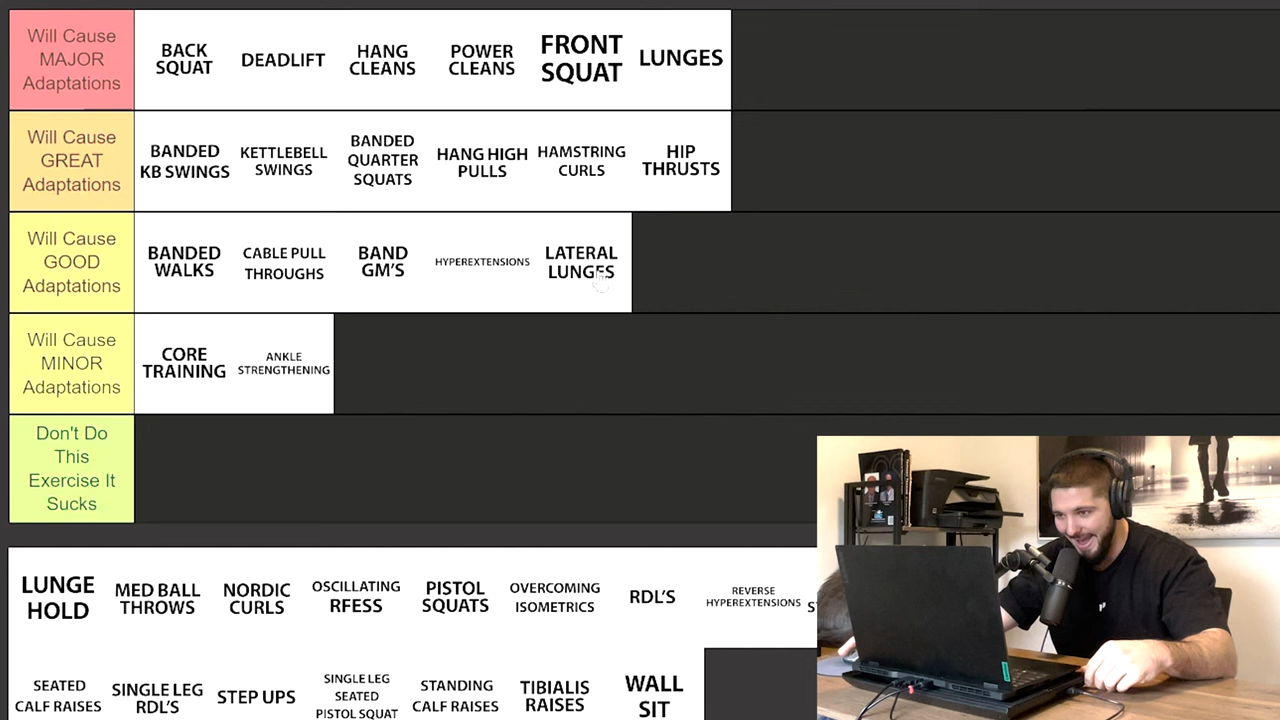 Will Cause
MAJOR
Adaptations
BACK
SQUAT
DEADLIFT
HANG
CLEANS
POWER
CLEANS
FRONT
SQUAT
LUNGES
Will Cause
GREAT
Adaptations
BANDED
KB SWINGS
KETTLEBELL
SWINGS
BANDED
QUARTER
SQUATS
HANG HIGH
PULLS
HAMSTRING
CURLS
HIP
THRUSTS
Will Cause
GOOD
Adaptations
BANDED
WALKS
CABLE PULL
THROUGHS
BAND
GM'S
HYPEREXTENSIONS
LATERAL
LUNGES
Will Cause
MINOR
Adaptations
CORE
TRAINING
ANKLE
STRENGTHENING
Don't Do
This
Exercise It
Sucks
LUNGE
HOLD
MED BALL
THROWS
NORDIC
CURLS
OSCILLATING
RFESS
PISTOL
SQUATS
OVERCOMING
ISOMETRICS
RDL'S
REVERSE
HYPEREXTENSIONS
SEATED
CALF RAISES
SINGLE LEG
RDL'S
STEP UPS
SINGLE LEG
SEATED
PISTOL SQUAT
STANDING
CALF RAISES
TIBIALIS
RAISES
WALL
SIT